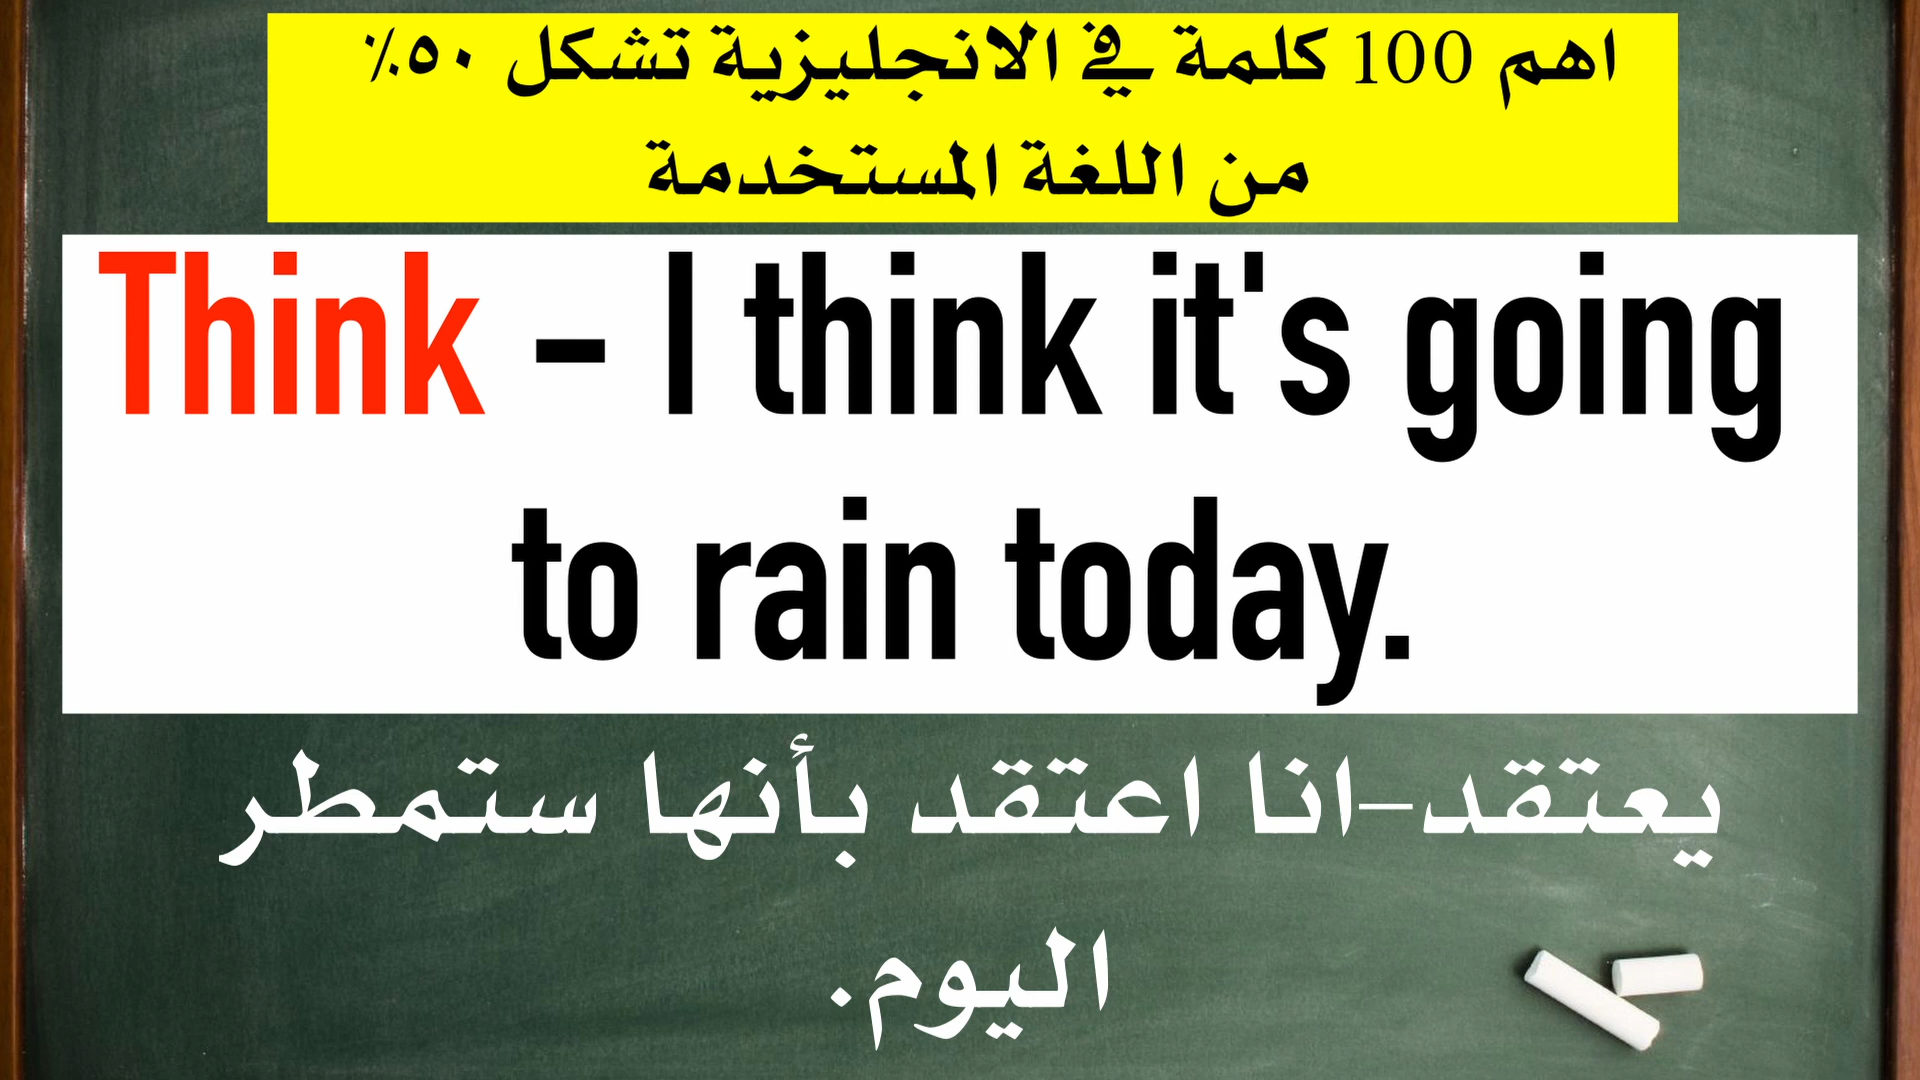 اهم 100 كلمة في الانجليزية تشكل ٥٠٪
من اللغة المستخدمة
Think – I think it's going
to rain today.
يعتقد–انا اعتقد بأنها ستمطر
اليوم.